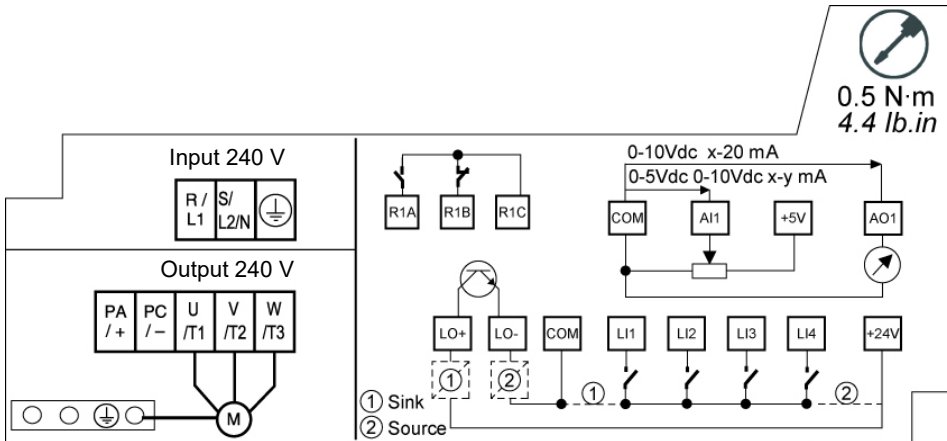 0.5 N·m
4.4 lb.in
Input 240 V
R / L1
S/ L2/N
Output 240 V
PA / +
PC / –
U /T1
V /T2
W /T3
M
R1A
R1B
R1C
0-10Vdc x-20 mA
0-5Vdc 0-10Vdc x-y mA
COM
AI1
+5V
AO1
LO+
LO-
COM
LI1
LI2
LI3
LI4
+24V
①
②
①
②
① Sink
② Source